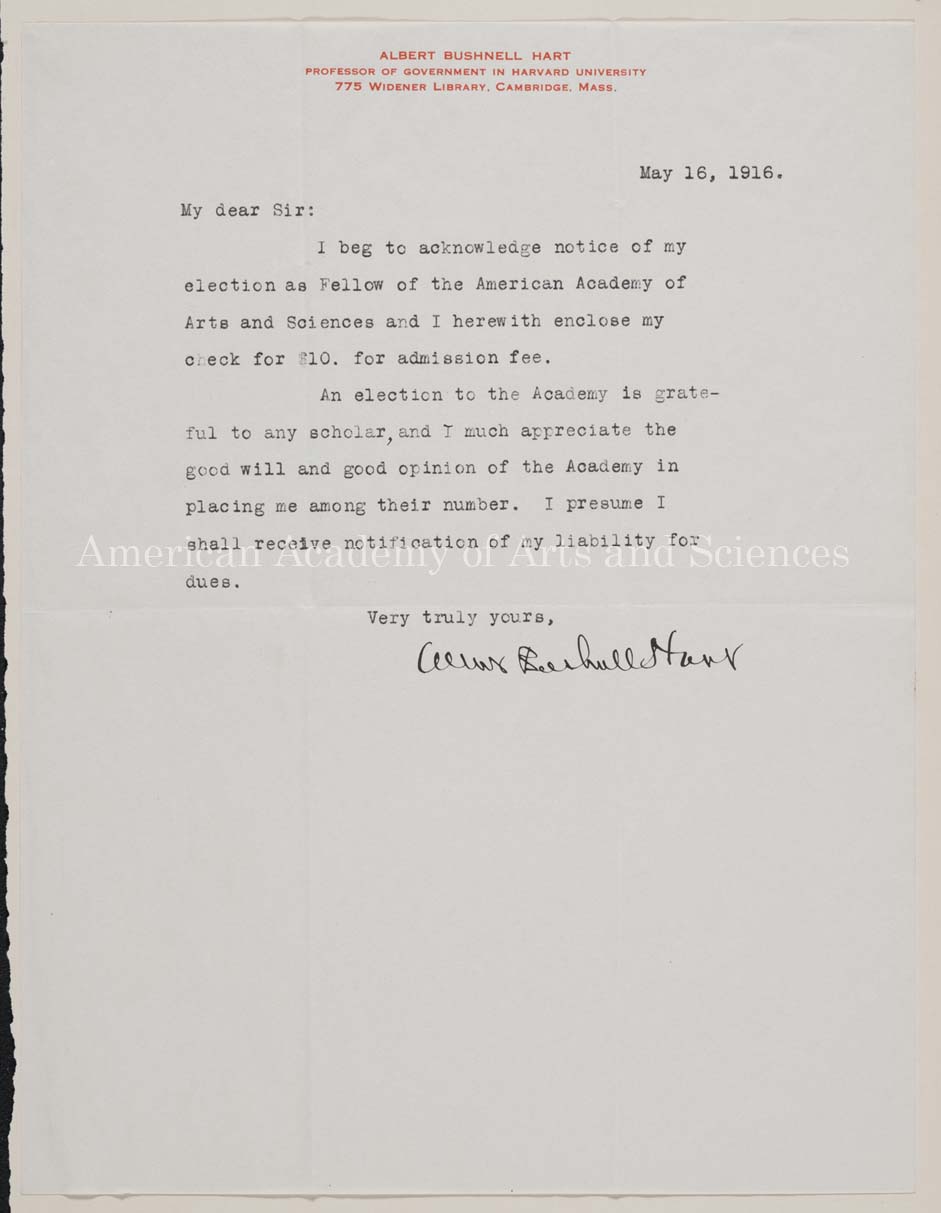 ALBERT BUSHNELL HART
PROFESSOR OF GOVERNMENT IN HARVARD UNIVERSITY
775 WIDENER LIBRARY, CAMBRIDGE, MASS.
May 16, 1916.
My dear Sir:
I beg to acknowledge notice of my
election as Fellow of the American Academy of
Arts and Sciences and I herewith enclose my
check for $10. for admission fee.
An election to the Academy is grate-
ful to any scholar, and I much appreciate the
good will and good opinion of the Academy in
placing me among their number. I presume I
shall receive notification of my liability for
American Academy of Arts and Sciences
dues.
Very truly yours,
Albert Bushnell Hart